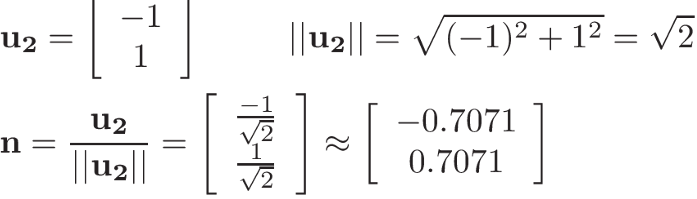 u₂ = [ −1 1 ] ||u₂|| = √((−1)² + 1²) = √2
n = u₂/||u₂|| = [ −1/√2 1/√2 ] ≈ [ −0.7071 0.7071 ]